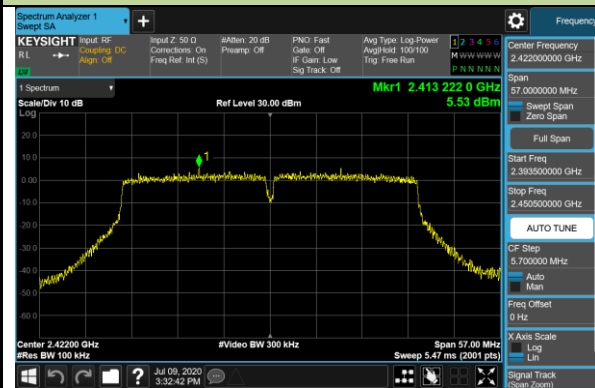 Spectrum Analyzer 1
Swept SA
+
Frequency
KEYSIGHT
RL
LW
Input: RF
Coupling: DC
Align: Off
Input Z: 50 Ω
Corrections: On
Freq Ref: Int (S)
#Atten: 20 dB
Preamp: Off
PNO: Fast
Gate: Off
IF Gain: Low
Sig Track: Off
Avg Type: Log-Power
Avg|Hold: 100/100
Trig: Free Run
1 2 3 4 5 6
M W W W W W
P N N N N N
1 Spectrum
Scale/Div 10 dB
Log
Ref Level 30.00 dBm
Mkr1 2.413 222 0 GHz
5.53 dBm
20.0
10.0
0.00
-10.0
-20.0
-30.0
-40.0
-50.0
-60.0
1
Center 2.42200 GHz
#Res BW 100 kHz
#Video BW 300 kHz
Span 57.00 MHz
Sweep 5.47 ms (2001 pts)
Center Frequency
2.422000000 GHz
Span
57.0000000 MHz
Swept Span
Zero Span
Full Span
Start Freq
2.393500000 GHz
Stop Freq
2.450500000 GHz
AUTO TUNE
CF Step
5.700000 MHz
Auto
Man
Freq Offset
0 Hz
X Axis Scale
Log
Lin
Signal Track
(Span Zoom)
?
Jul 09, 2020
3:32:42 PM